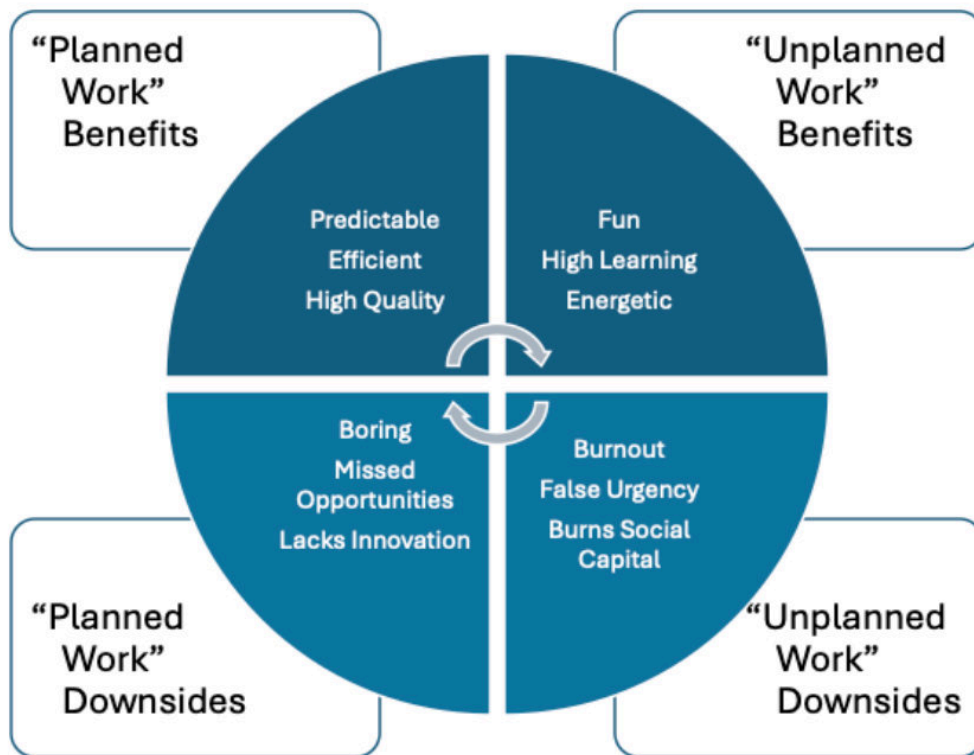 “Planned
Work”
Benefits
“Unplanned
Work”
Benefits
Predictable
Efficient
High Quality
Fun
High Learning
Energetic
Boring
Missed
Opportunities
Lacks Innovation
Burnout
False Urgency
Burns Social
Capital
“Planned
Work”
Downsides
“Unplanned
Work”
Downsides